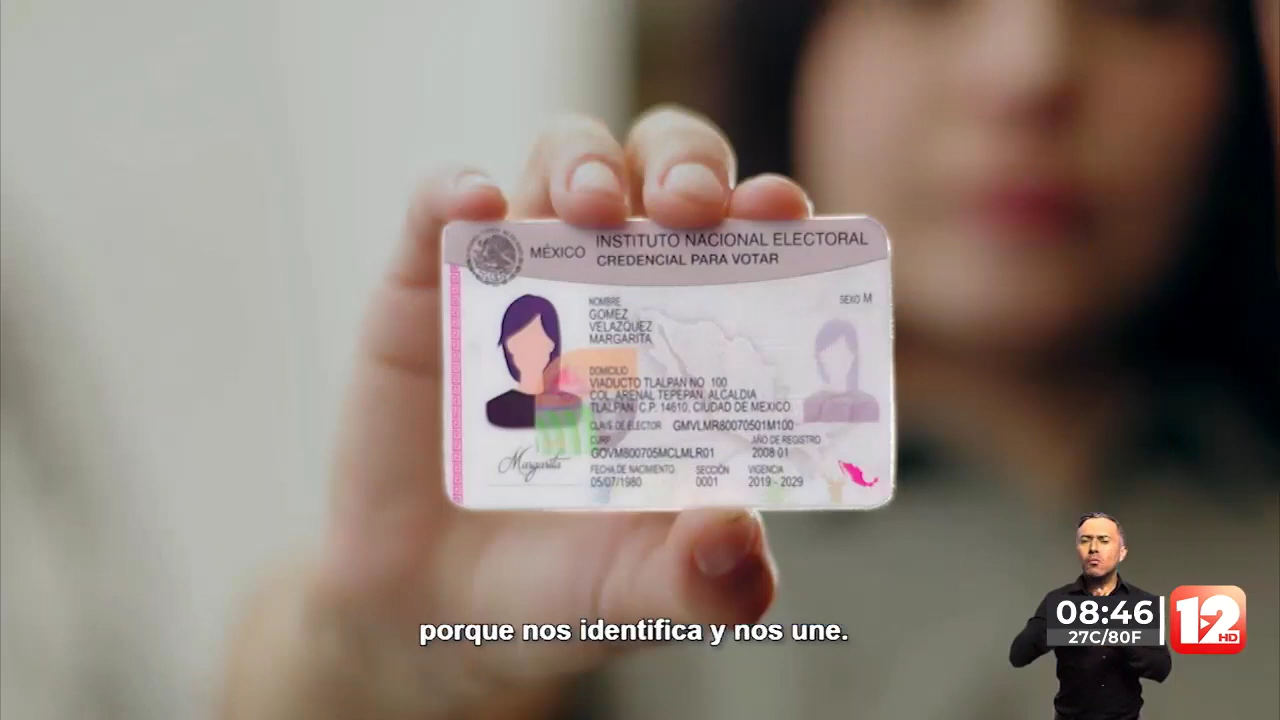 MÉXICO INSTITUTO NACIONAL ELECTORAL
CREDENCIAL PARA VOTAR
NOMBRE
SEXO M
GOMEZ
VELAZQUEZ
MARGARITA
DOMICILIO
VIADUCTO TLALPAN NO 100
COL. ARENAL TEPEPAN, ALCALDIA
TLALPAN, C.P. 14610, CIUDAD DE MEXICO
CLAVE DE ELECTOR GMVLMR80070501M100
CURP AÑO DE REGISTRO
GOVM800705MCLMLR01 2008 01
Margarita
FECHA DE NACIMIENTO SECCIÓN VIGENCIA
05/07/1980 0001 2019 - 2029
porque nos identifica y nos une.
08:46
27C/80F
12
HD